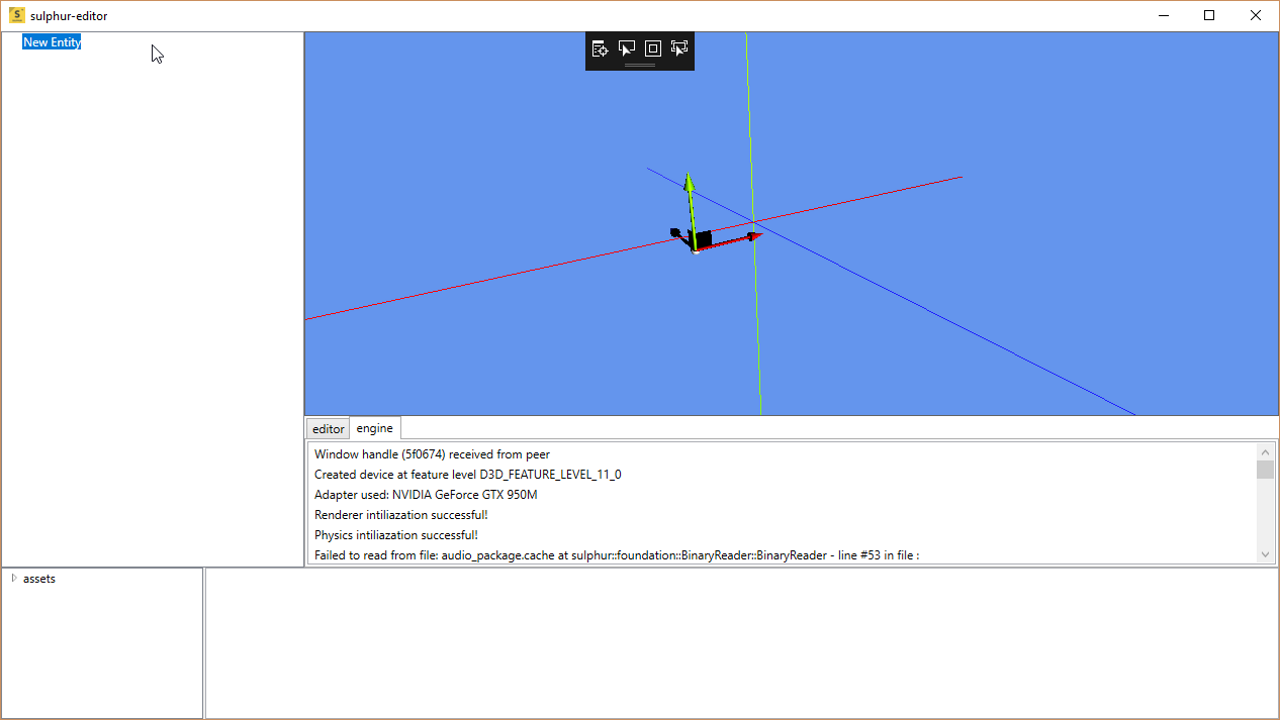 sulphur-editor
New Entity
editor engine
Window handle (5f0674) received from peer
Created device at feature level D3D_FEATURE_LEVEL_11_0
Adapter used: NVIDIA GeForce GTX 950M
Renderer intiliazation successful!
Physics intiliazation successful!
Failed to read from file: audio_package.cache at sulphur::foundation::BinaryReader::BinaryReader - line #53 in file :
assets